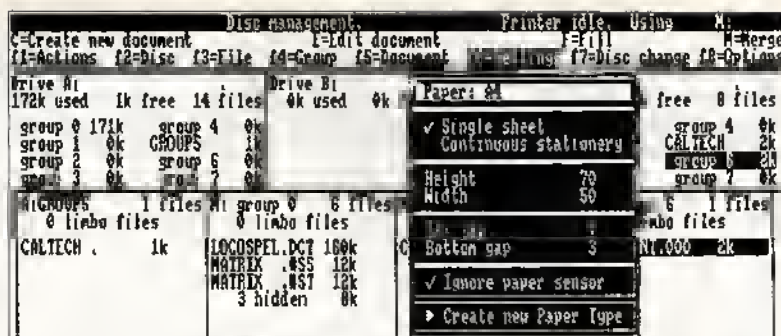 Disc management. Printer idle. Using M:
C=Create new document E=Edit document F=Fill M=Merge
f1=Actions f2=Disc f3=File f4=Group f5=Document f7=Disc change f8=Options
Drive A: Drive B:
172k used 1k free 14 files 0k used 0k free 8 files
group 0 171k group 4 0k group 4 0k
group 1 0k GROUPS 1k CALTECH 2k
group 2 0k group 6 0k group 6 2k
group 3 0k group 7 0k group 7 0k
Paper: A4
✓ Single sheet
Continuous stationery
Height 70
Width 50
Bottom gap 3
✓ Ignore paper sensor
Create new Paper Type
A:GROUPS 1 files A: group 0 6 files 6 1 files
0 limbo files 0 limbo files limbo files
CALTECH . 1k LOCOSPEL.DCT 160k .000 2k
MATRIX .#SS 12k
MATRIX .#ST 12k
3 hidden 0k